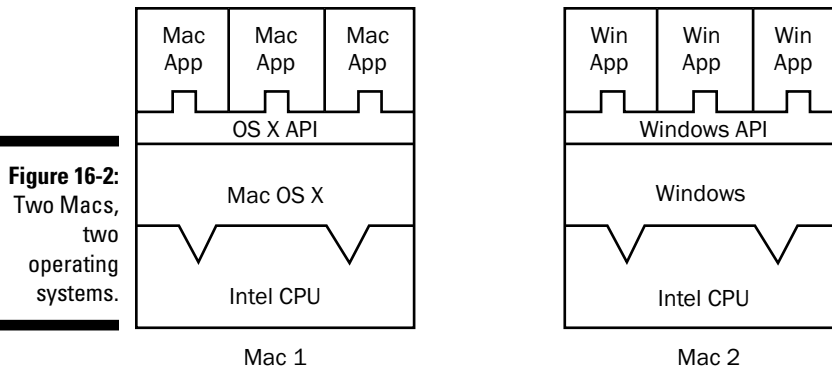 Mac App
Mac App
Mac App
OS X API
Mac OS X
Intel CPU
Mac 1
Win App
Win App
Win App
Windows API
Windows
Intel CPU
Mac 2
Figure 16-2:
Two Macs,
two
operating
systems.